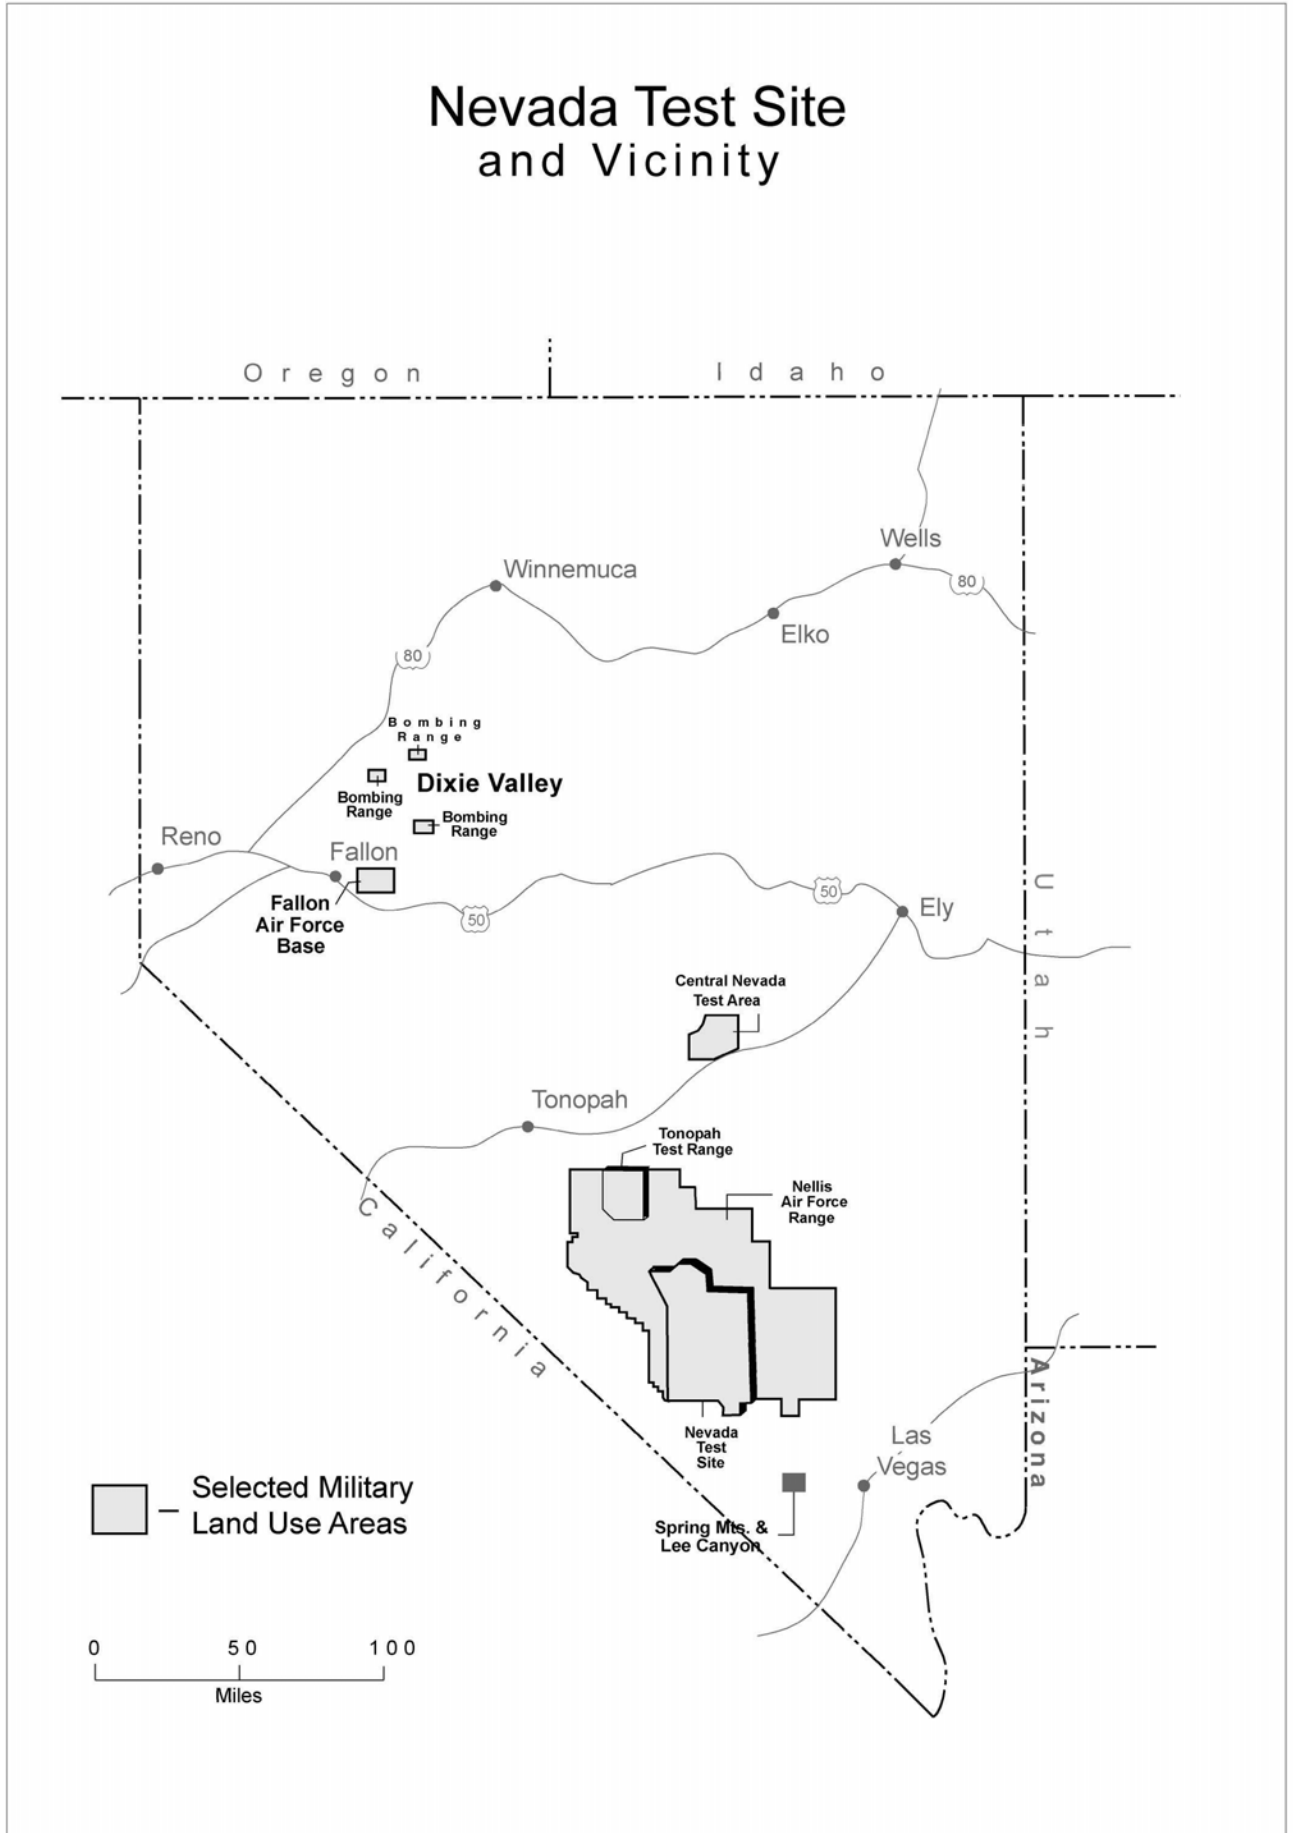 Nevada Test Site
and Vicinity
Oregon
Idaho
Wells
Winnemuca
80
Elko
80
Bombing
Range
Dixie Valley
Bombing
Range
Bombing
Range
Reno
Fallon
Fallon
Air Force
Base
50
50
Ely
Utah
Central Nevada
Test Area
Tonopah
Tonopah
Test Range
Nellis
Air Force
Range
California
Arizona
Nevada
Test
Site
Las
Vegas
Spring Mts. &
Lee Canyon
Selected Military
Land Use Areas
0 50 100
Miles